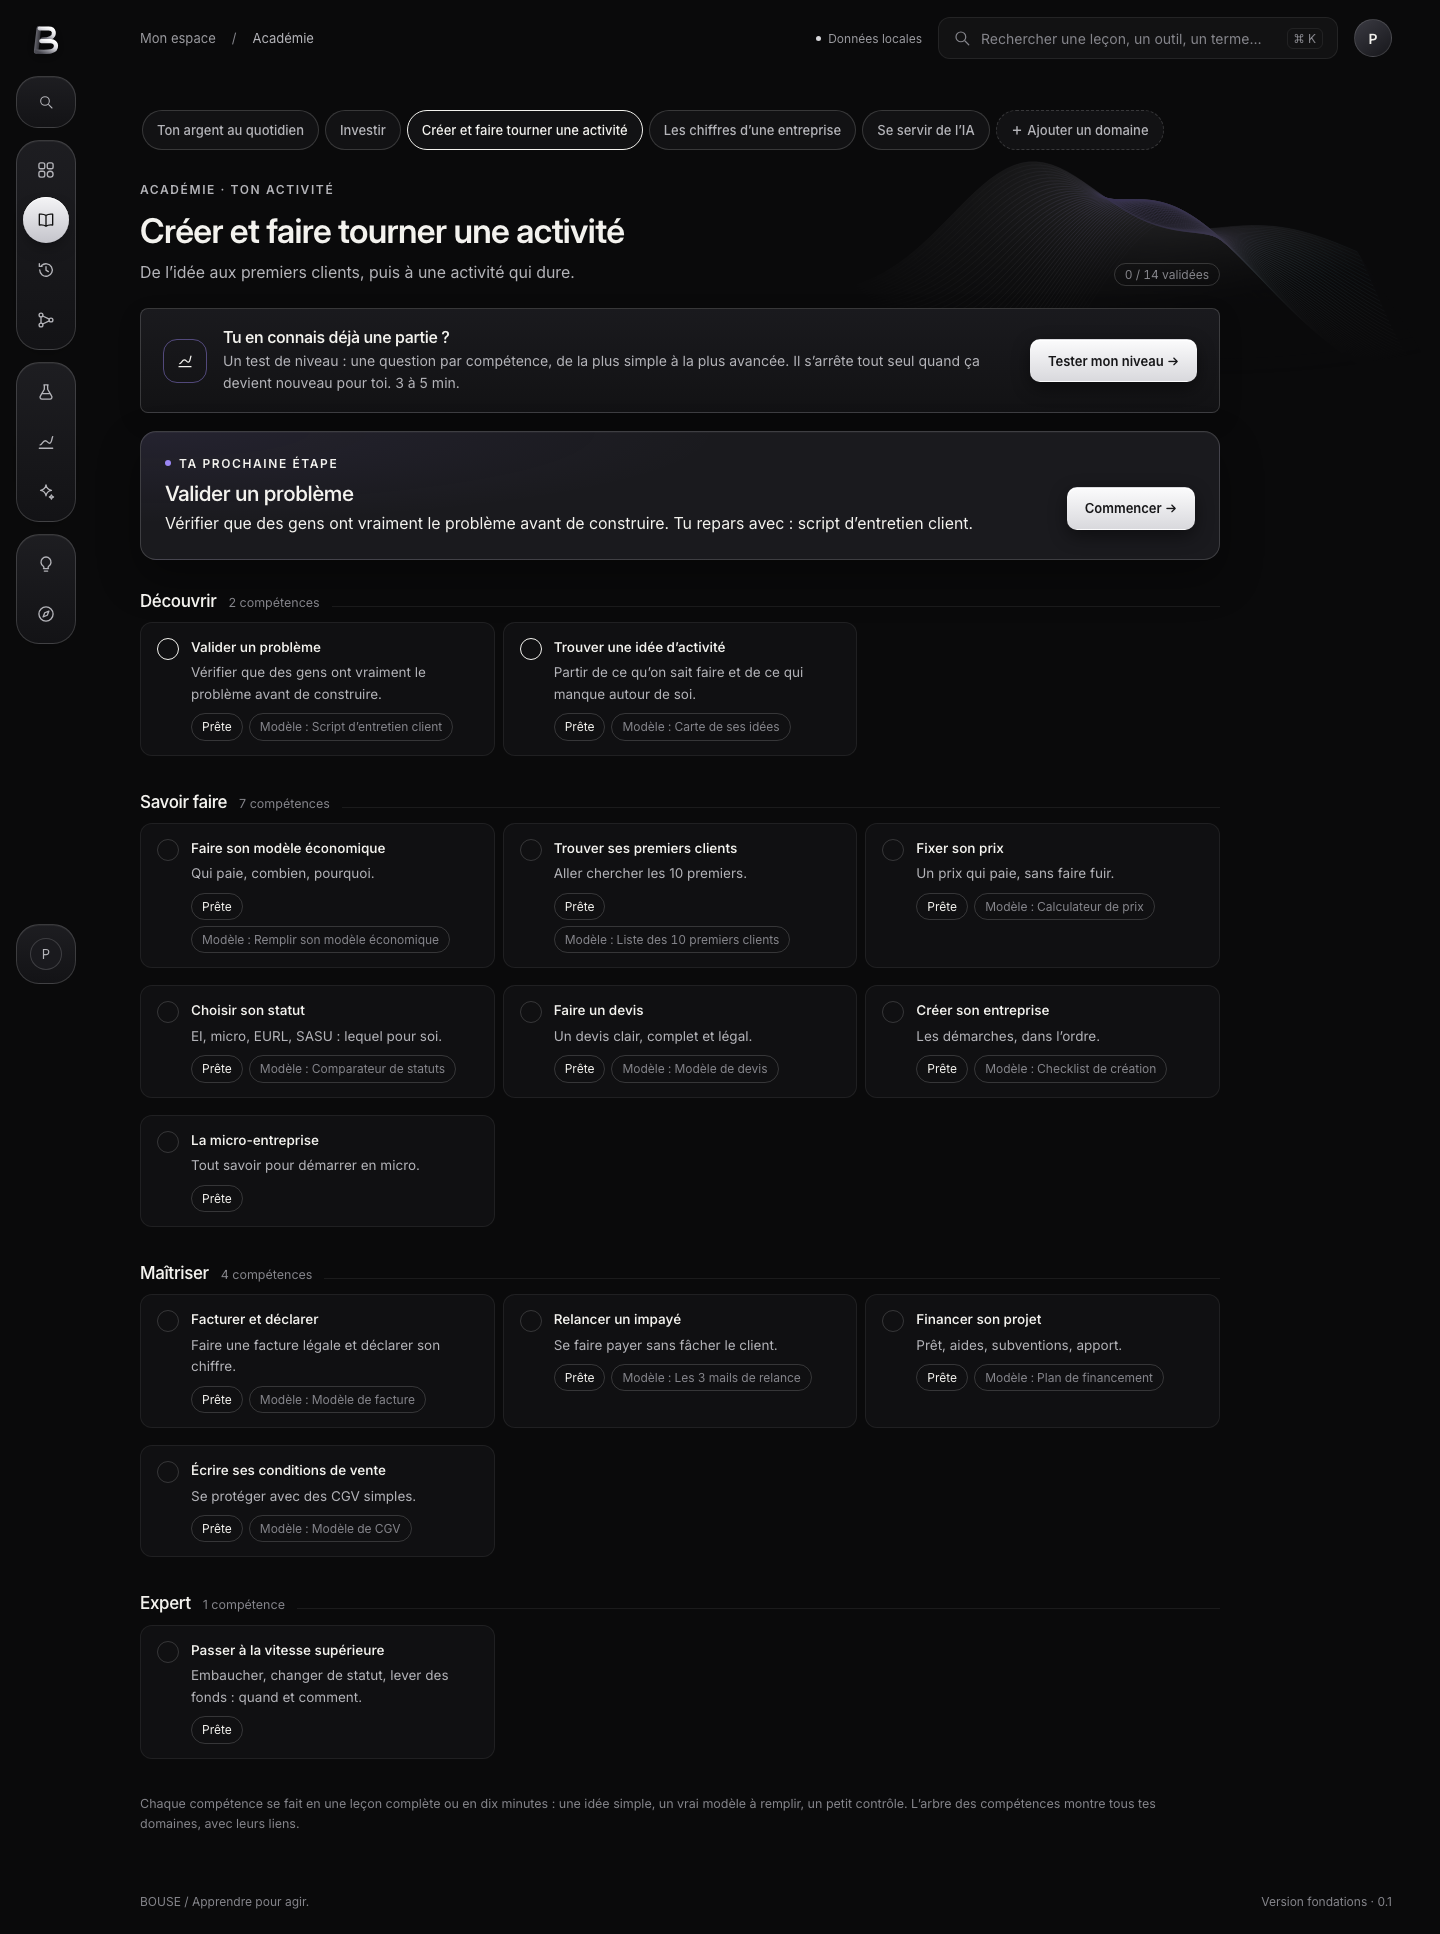 B
Mon espace / Académie
Données locales
Rechercher une leçon, un outil, un terme…
⌘ K
P
Ton argent au quotidien
Investir
Créer et faire tourner une activité
Les chiffres d’une entreprise
Se servir de l’IA
+ Ajouter un domaine
ACADÉMIE · TON ACTIVITÉ
Créer et faire tourner une activité
De l’idée aux premiers clients, puis à une activité qui dure.
0 / 14 validées
Tu en connais déjà une partie ?
Un test de niveau : une question par compétence, de la plus simple à la plus avancée. Il s’arrête tout seul quand ça
devient nouveau pour toi. 3 à 5 min.
Tester mon niveau →
TA PROCHAINE ÉTAPE
Valider un problème
Vérifier que des gens ont vraiment le problème avant de construire. Tu repars avec : script d’entretien client.
Commencer →
Découvrir 2 compétences
Valider un problème
Vérifier que des gens ont vraiment le
problème avant de construire.
Prête
Modèle : Script d’entretien client
Trouver une idée d’activité
Partir de ce qu’on sait faire et de ce qui
manque autour de soi.
Prête
Modèle : Carte de ses idées
Savoir faire 7 compétences
Faire son modèle économique
Qui paie, combien, pourquoi.
Prête
Modèle : Remplir son modèle économique
Trouver ses premiers clients
Aller chercher les 10 premiers.
Prête
Modèle : Liste des 10 premiers clients
Fixer son prix
Un prix qui paie, sans faire fuir.
Prête
Modèle : Calculateur de prix
Choisir son statut
EI, micro, EURL, SASU : lequel pour soi.
Prête
Modèle : Comparateur de statuts
Faire un devis
Un devis clair, complet et légal.
Prête
Modèle : Modèle de devis
Créer son entreprise
Les démarches, dans l’ordre.
Prête
Modèle : Checklist de création
La micro-entreprise
Tout savoir pour démarrer en micro.
Prête
P
Maîtriser 4 compétences
Facturer et déclarer
Faire une facture légale et déclarer son
chiffre.
Prête
Modèle : Modèle de facture
Relancer un impayé
Se faire payer sans fâcher le client.
Prête
Modèle : Les 3 mails de relance
Financer son projet
Prêt, aides, subventions, apport.
Prête
Modèle : Plan de financement
Écrire ses conditions de vente
Se protéger avec des CGV simples.
Prête
Modèle : Modèle de CGV
Expert 1 compétence
Passer à la vitesse supérieure
Embaucher, changer de statut, lever des
fonds : quand et comment.
Prête
Chaque compétence se fait en une leçon complète ou en dix minutes : une idée simple, un vrai modèle à remplir, un petit contrôle. L’arbre des compétences montre tous tes
domaines, avec leurs liens.
BOUSE / Apprendre pour agir.
Version fondations · 0.1